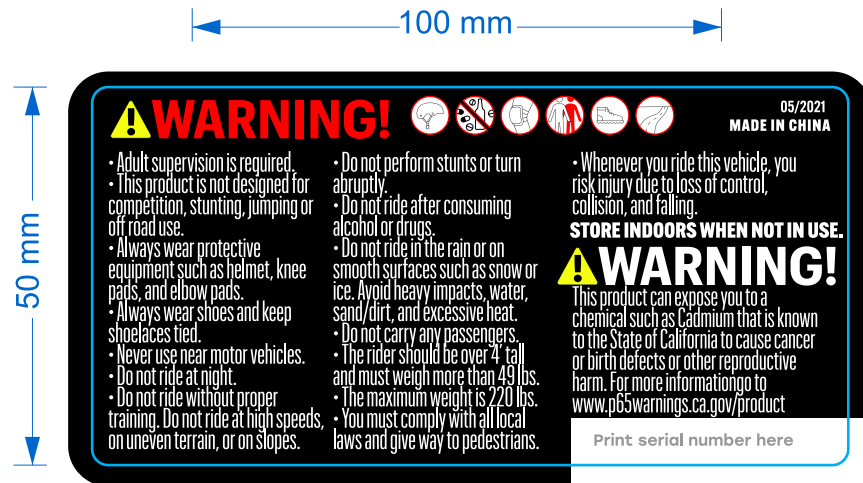 100 mm
50 mm
WARNING!
05/2021
MADE IN CHINA
• Adult supervision is required.
• This product is not designed for
competition, stunting, jumping or
off road use.
• Always wear protective
equipment such as helmet, knee
pads, and elbow pads.
• Always wear shoes and keep
shoelaces tied.
• Never use near motor vehicles.
• Do not ride at night.
• Do not ride without proper
training. Do not ride at high speeds,
on uneven terrain, or on slopes.
• Do not perform stunts or turn
abruptly.
• Do not ride after consuming
alcohol or drugs.
• Do not ride in the rain or on
smooth surfaces such as snow or
ice. Avoid heavy impacts, water,
sand/dirt, and excessive heat.
• Do not carry any passengers.
• The rider should be over 4' tall
and must weigh more than 49 lbs.
• The maximum weight is 220 lbs.
• You must comply with all local
laws and give way to pedestrians.
• Whenever you ride this vehicle, you
risk injury due to loss of control,
collision, and falling.
STORE INDOORS WHEN NOT IN USE.
WARNING!
This product can expose you to a
chemical such as Cadmium that is known
to the State of California to cause cancer
or birth defects or other reproductive
harm. For more informationgo to
www.p65warnings.ca.gov/product
Print serial number here